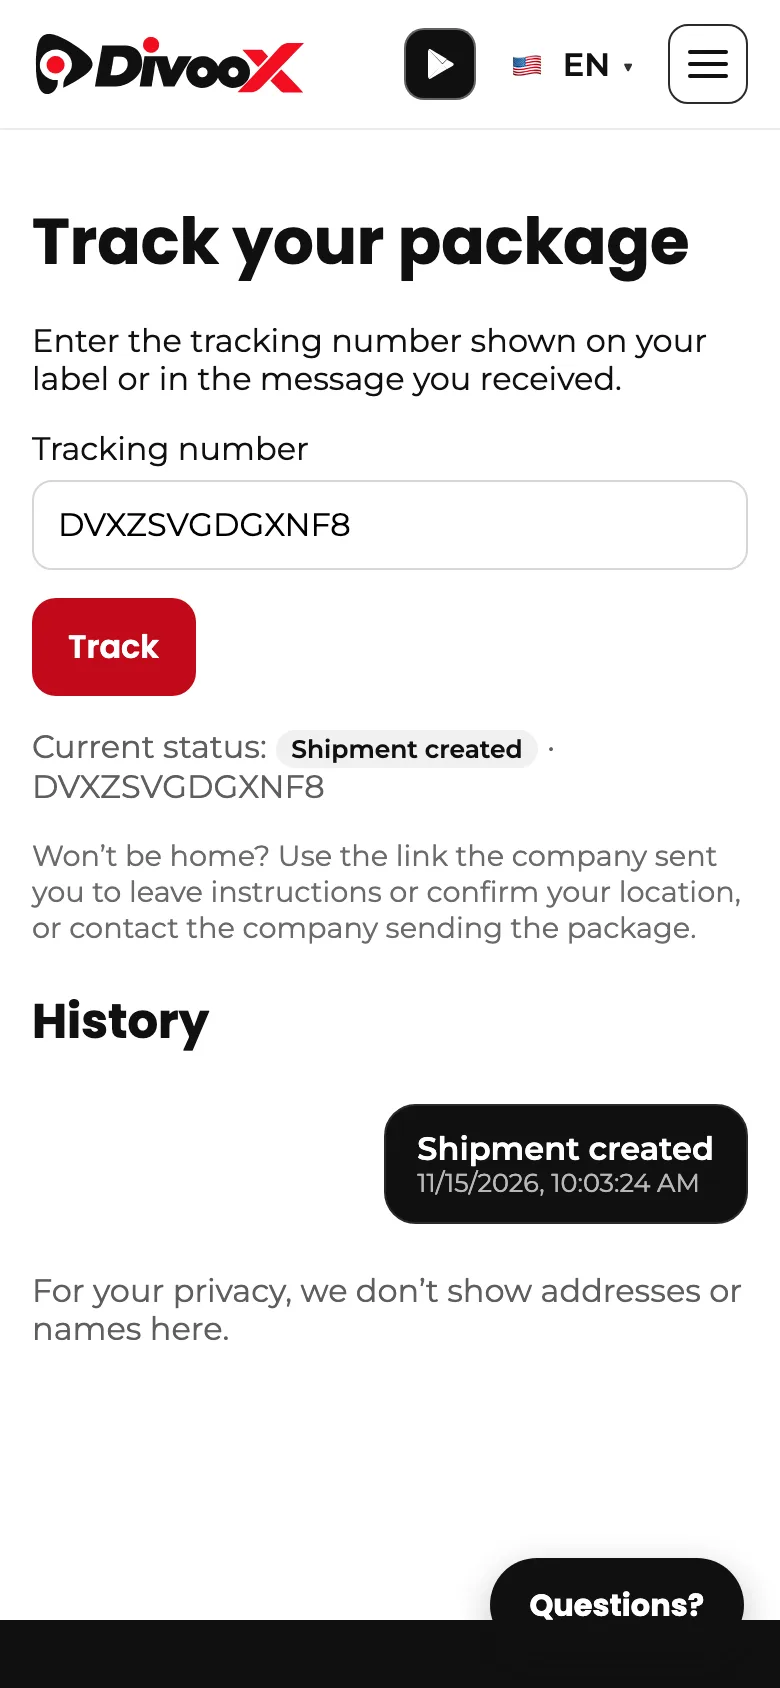 DivooX
EN
Track your package
Enter the tracking number shown on your
label or in the message you received.
Tracking number
DVXZSVGDGXNF8
Track
Current status: Shipment created ·
DVXZSVGDGXNF8
Won’t be home? Use the link the company sent
you to leave instructions or confirm your location,
or contact the company sending the package.
History
Shipment created
11/15/2026, 10:03:24 AM
For your privacy, we don’t show addresses or
names here.
Questions?